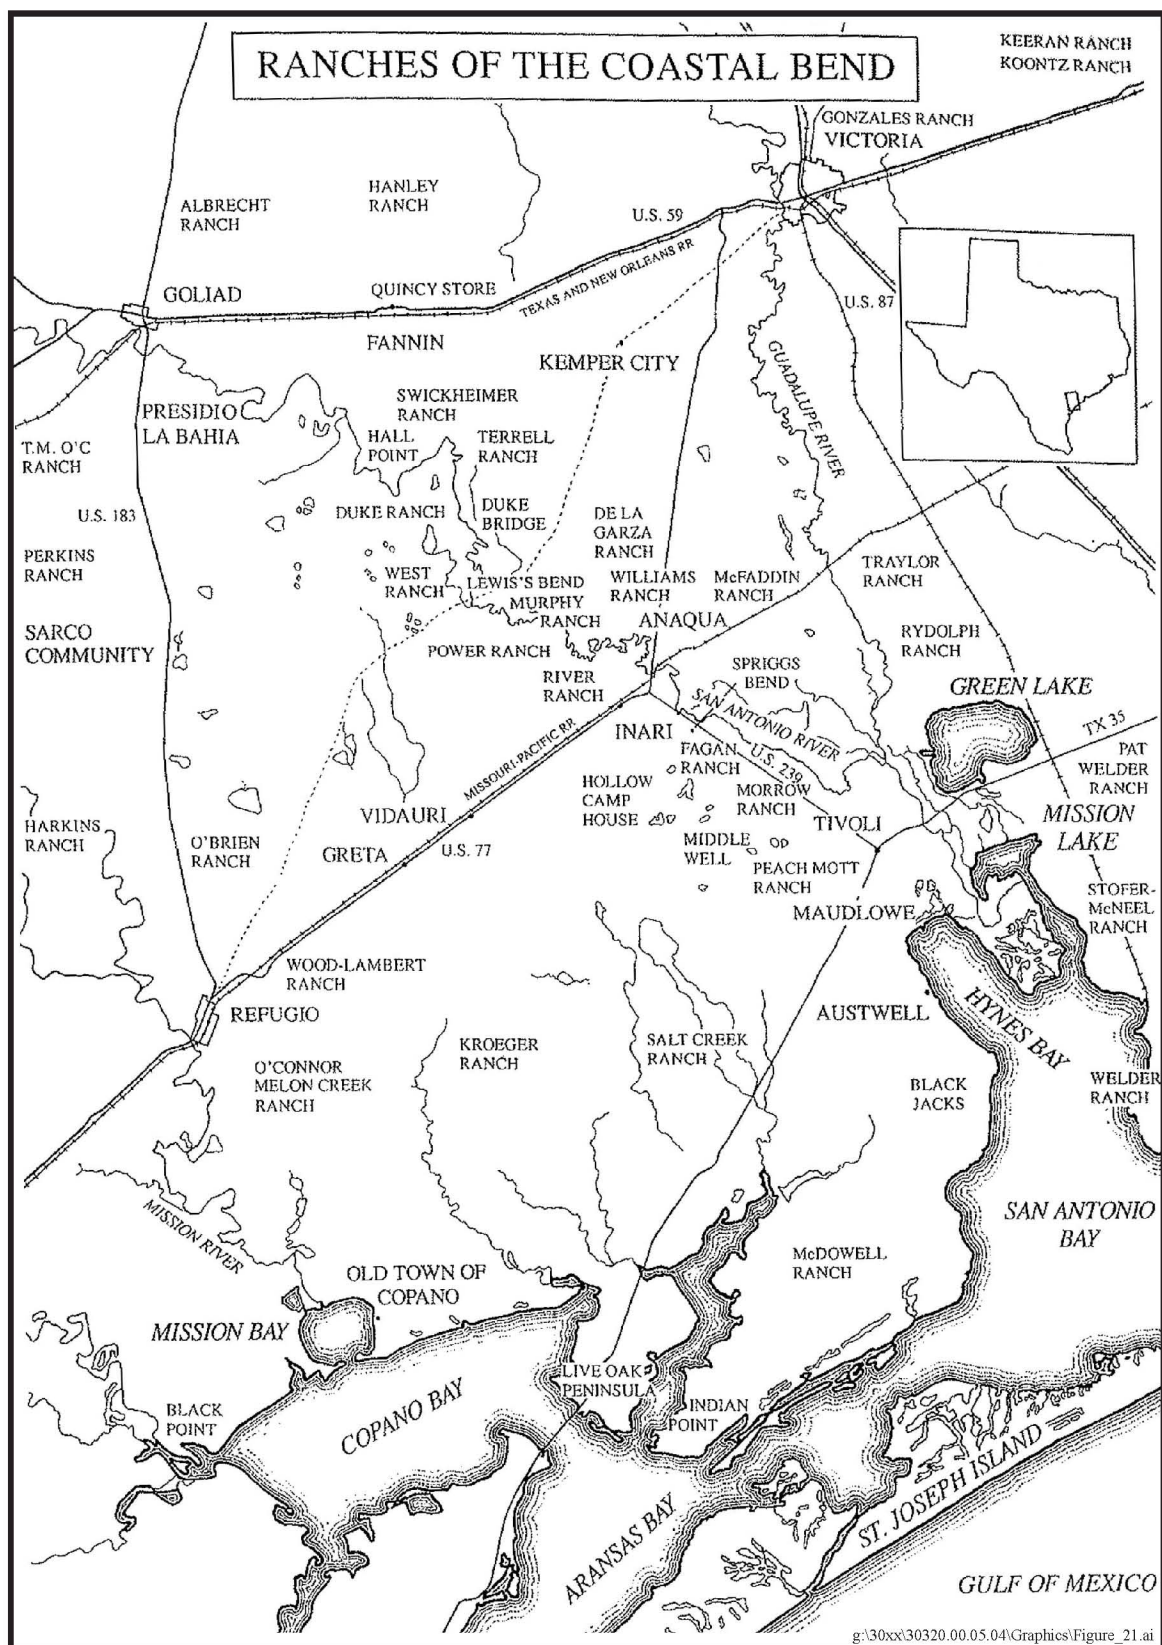 RANCHES OF THE COASTAL BEND
KEERAN RANCH
KOONTZ RANCH
GONZALES RANCH
VICTORIA
HANLEY
RANCH
ALBRECHT
RANCH
U.S. 59
TEXAS AND NEW ORLEANS RR
U.S. 87
GOLIAD
QUINCY STORE
FANNIN
KEMPER CITY
GUADALUPE RIVER
SWICKHEIMER
RANCH
PRESIDIO
LA BAHIA
HALL
POINT
TERRELL
RANCH
T.M. O'C
RANCH
U.S. 183
DUKE RANCH
DUKE
BRIDGE
DE LA
GARZA
RANCH
PERKINS
RANCH
WEST
RANCH
LEWIS'S BEND
MURPHY
RANCH
WILLIAMS
RANCH
McFADDIN
RANCH
TRAYLOR
RANCH
ANAQUA
SARCO
COMMUNITY
POWER RANCH
RYDOLPH
RANCH
RIVER
RANCH
SPRIGGS
BEND
GREEN LAKE
SAN ANTONIO RIVER
TX 35
INARI
MISSOURI-PACIFIC RR
FAGAN
RANCH
U.S. 239
PAT
WELDER
RANCH
HOLLOW
CAMP
HOUSE
MORROW
RANCH
VIDAURI
TIVOLI
MISSION
LAKE
HARKINS
RANCH
O'BRIEN
RANCH
GRETA
U.S. 77
MIDDLE
WELL
PEACH MOTT
RANCH
MAUDLOWE
STOFER-
McNEEL
RANCH
WOOD-LAMBERT
RANCH
REFUGIO
AUSTWELL
HYNES BAY
KROEGER
RANCH
SALT CREEK
RANCH
O'CONNOR
MELON CREEK
RANCH
BLACK
JACKS
WELDER
RANCH
MISSION RIVER
SAN ANTONIO
BAY
McDOWELL
RANCH
OLD TOWN OF
COPANO
MISSION BAY
LIVE OAK
PENINSULA
BLACK
POINT
COPANO BAY
INDIAN
POINT
ST. JOSEPH ISLAND
ARANSAS BAY
GULF OF MEXICO
g:\30xx\30320.00.05.04\Graphics\Figure_21.ai